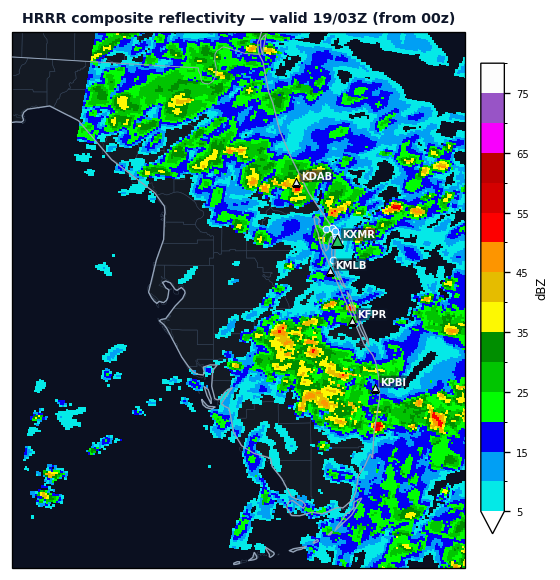 HRRR composite reflectivity — valid 19/03Z (from 00z)
KDAB
KXMR
KMLB
KFPR
KPBI
75
65
55
45
35
25
15
5
dBZ